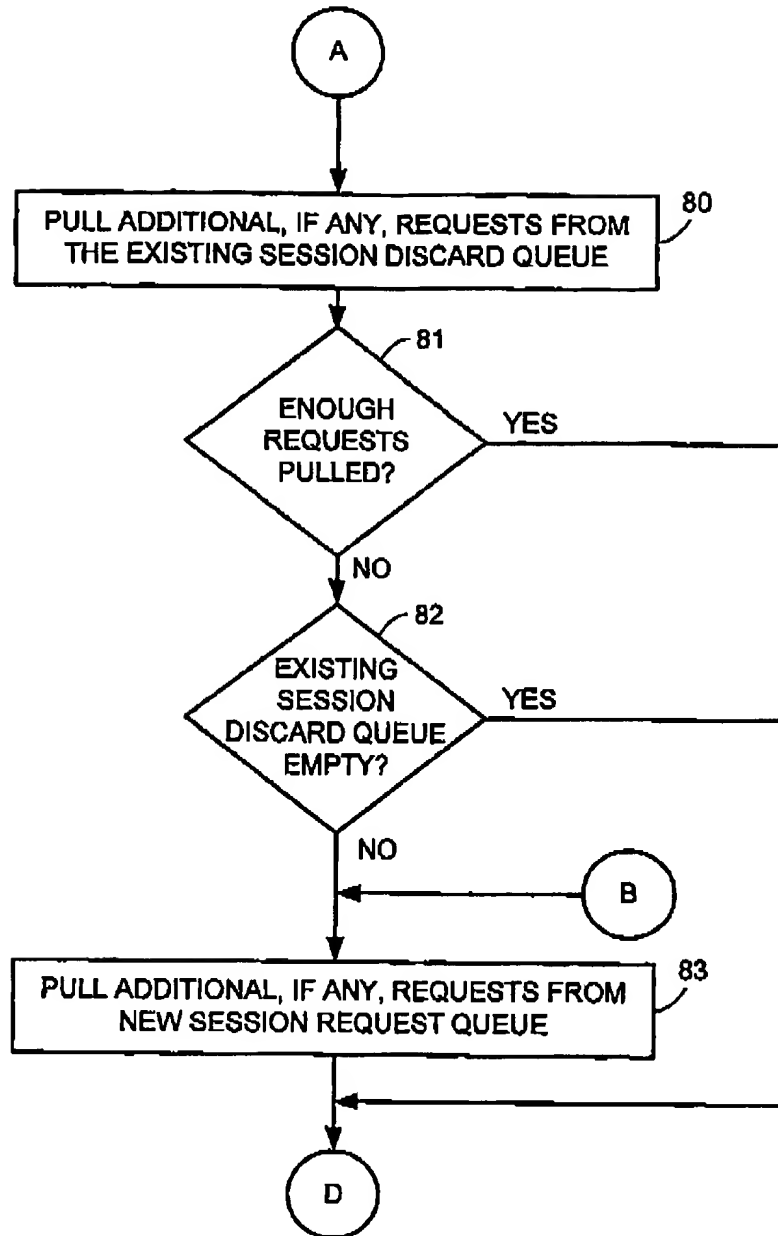 A
PULL ADDITIONAL, IF ANY, REQUESTS FROM
THE EXISTING SESSION DISCARD QUEUE
80
81
ENOUGH
REQUESTS
PULLED?
YES
NO
82
EXISTING
SESSION
DISCARD QUEUE
EMPTY?
YES
NO
B
PULL ADDITIONAL, IF ANY, REQUESTS FROM
NEW SESSION REQUEST QUEUE
83
D